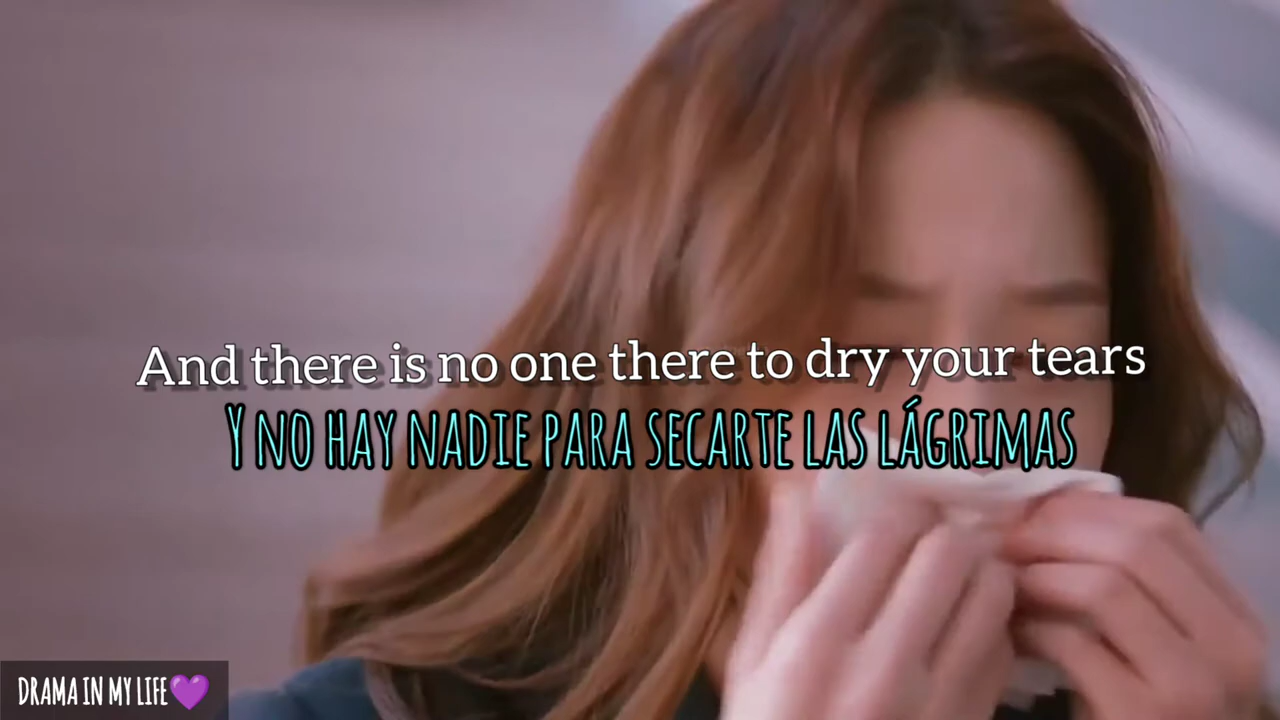 And there is no one there to dry your tears
Y NO HAY NADIE PARA SECARTE LAS LÁGRIMAS
DRAMA IN MY LIFE💜